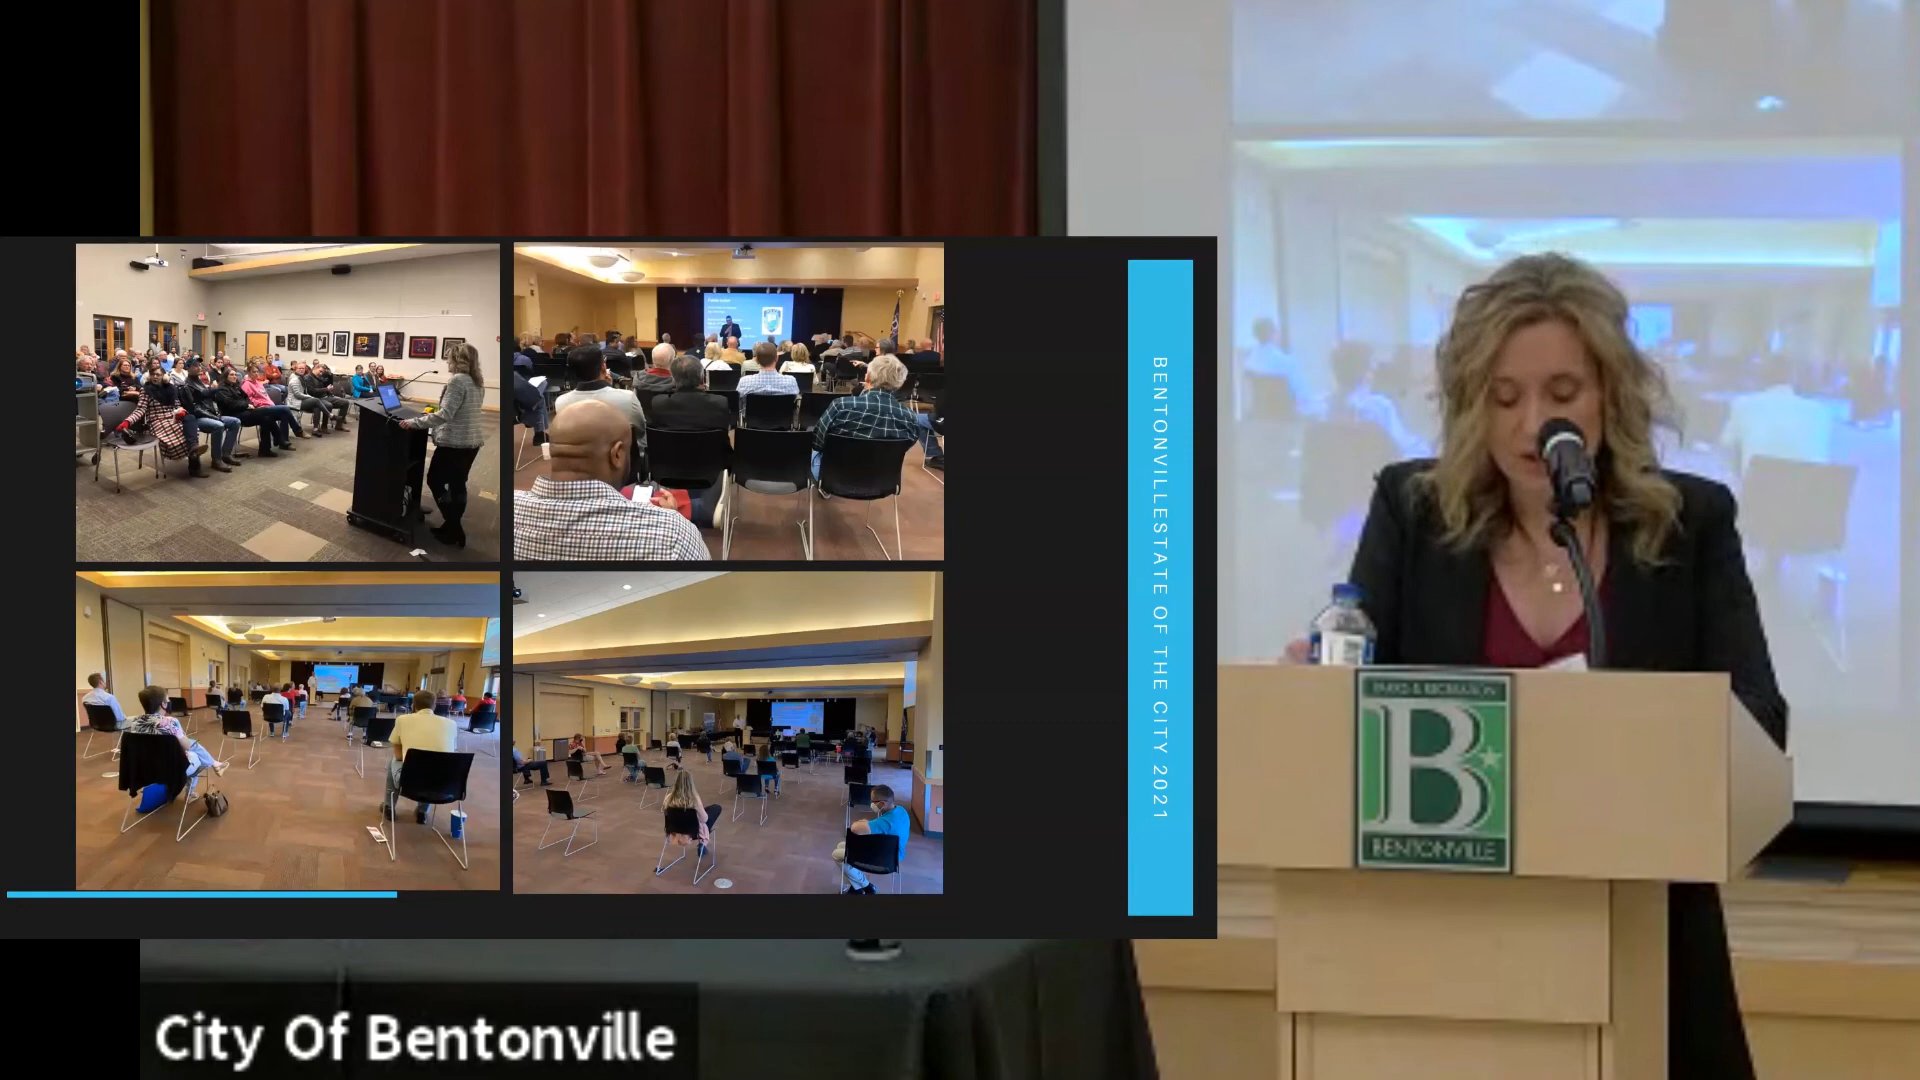 BENTONVILLESTATE OF THE CITY 2021
PARKS & RECREATION
B
BENTONVILLE
City Of Bentonville